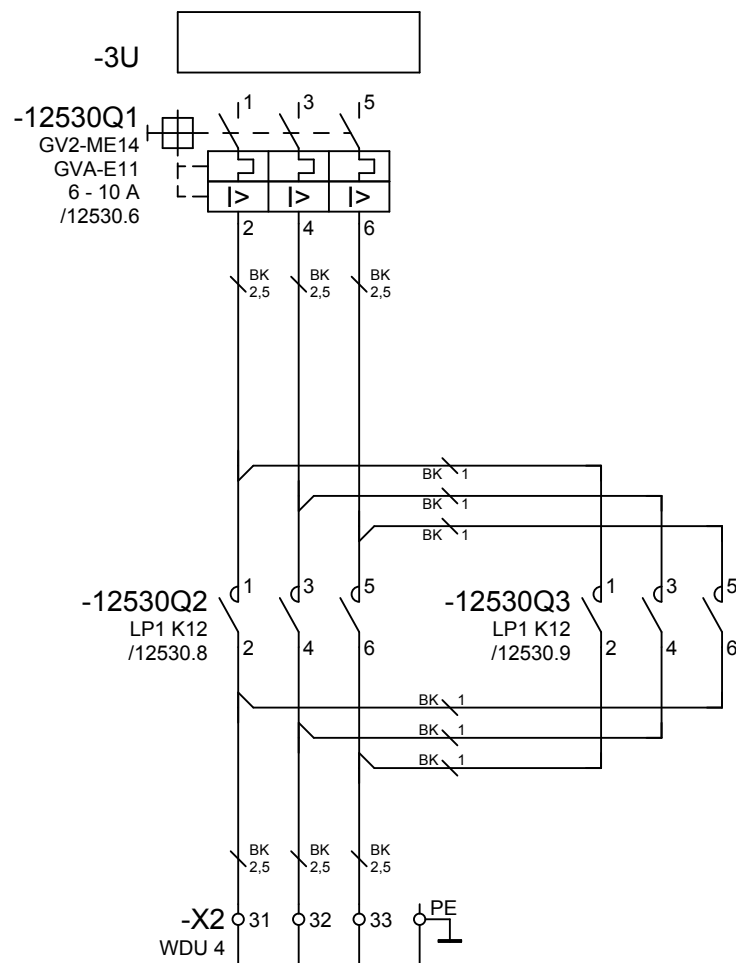 -3U
1 3 5
-12530Q1
GV2-ME14
GVA-E11
6 - 10 A
/12530.6
I> I> I>
2 4 6
BK BK BK
2,5 2,5 2,5
BK 1
BK 1
BK 1
1 3 5 1 3 5
-12530Q2 -12530Q3
LP1 K12 LP1 K12
/12530.8 2 4 6 /12530.9 2 4 6
BK 1
BK 1
BK 1
BK BK BK
2,5 2,5 2,5
-X2 31 32 33 PE
WDU 4